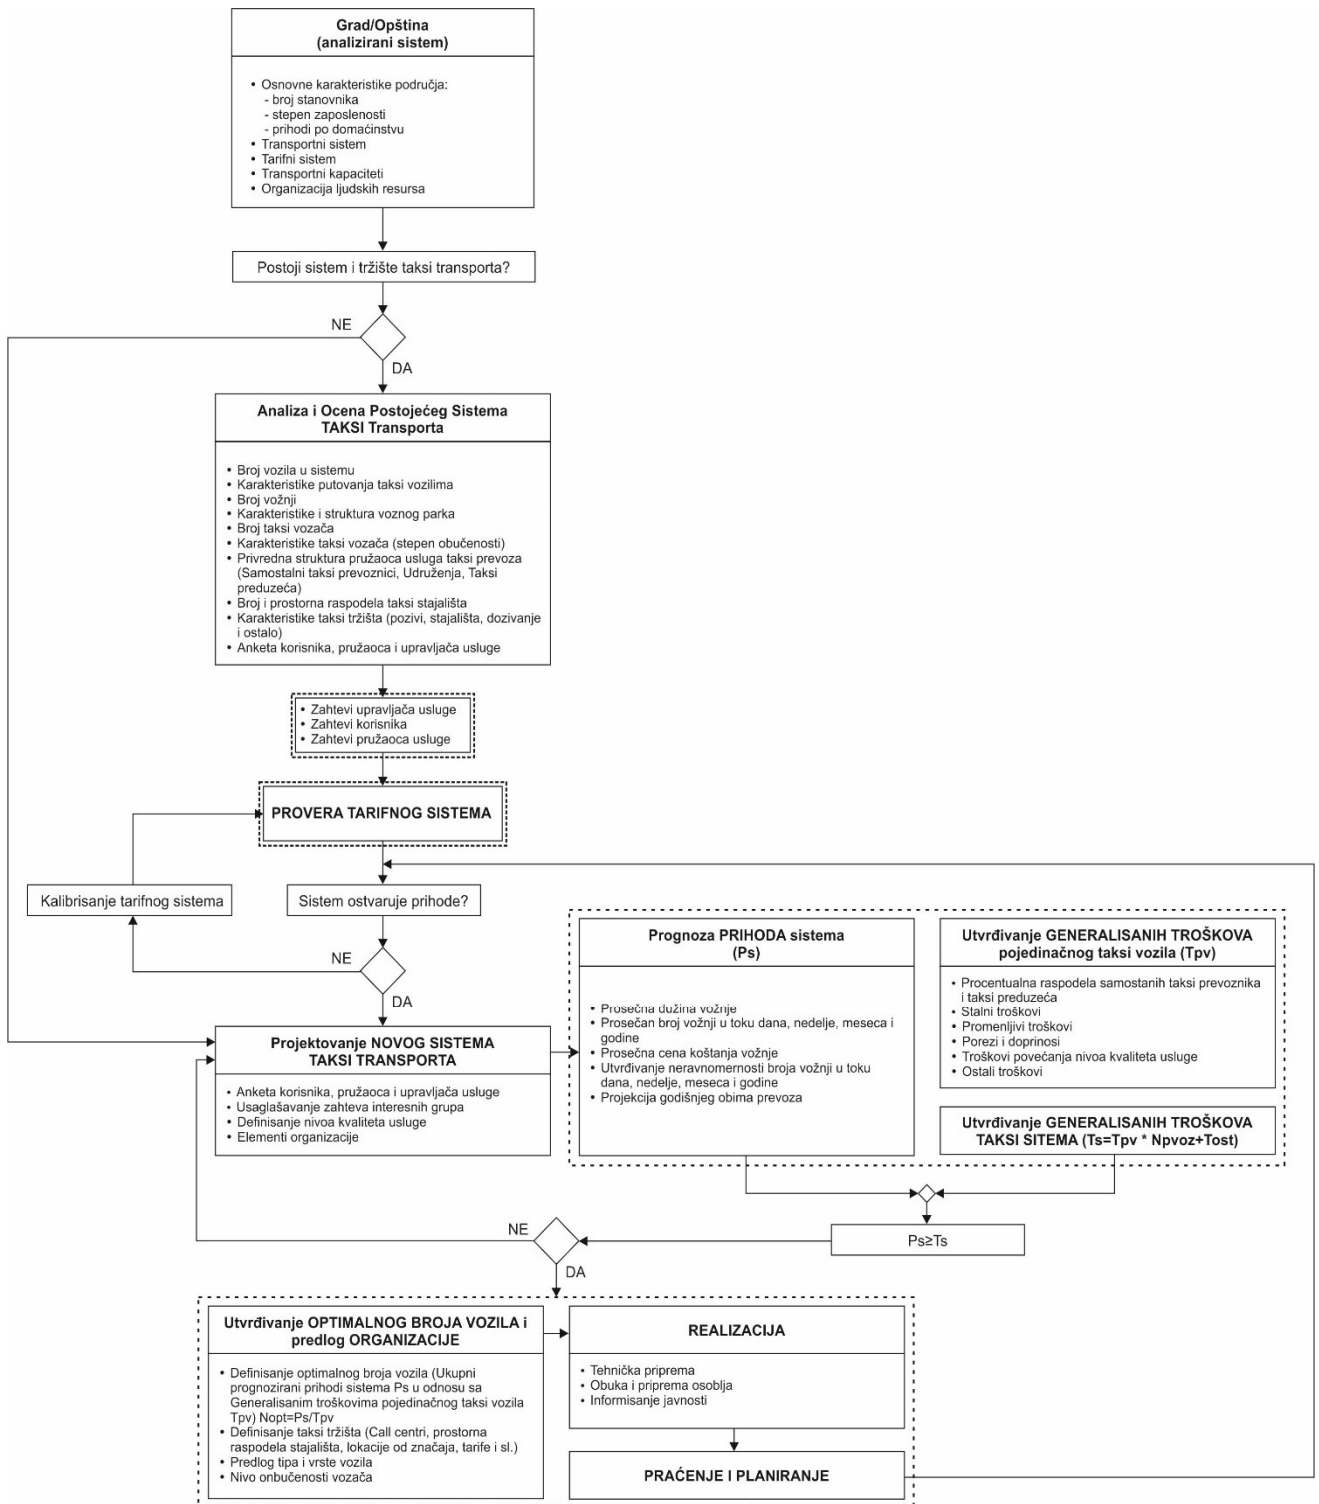 Grad/Opština
(analizirani sistem)
• Osnovne karakteristike područja:
- broj stanovnika
- stepen zaposlenosti
- prihodi po domaćinstvu
• Transportni sistem
• Tarifni sistem
• Transportni kapaciteti
• Organizacija ljudskih resursa
Postoji sistem i tržište taksi transporta?
NE
DA
Analiza i Ocena Postojećeg Sistema
TAKSI Transporta
• Broj vozila u sistemu
• Karakteristike putovanja taksi vozilima
• Broj vožnji
• Karakteristike i struktura voznog parka
• Broj taksi vozača
• Karakteristike taksi vozača (stepen obučenosti)
• Privredna struktura pružaoca usluga taksi prevoza
(Samostalni taksi prevoznici, Udruženja, Taksi
preduzeća)
• Broj i prostorna raspodela taksi stajališta
• Karakteristike taksi tržišta (pozivi, stajališta, dozivanje
i ostalo)
• Anketa korisnika, pružaoca i upravljača usluge
• Zahtevi upravljača usluge
• Zahtevi korisnika
• Zahtevi pružaoca usluge
PROVERA TARIFNOG SISTEMA
Kalibrisanje tarifnog sistema
Sistem ostvaruje prihode?
NE
DA
Projektovanje NOVOG SISTEMA
TAKSI TRANSPORTA
• Anketa korisnika, pružaoca i upravljača usluge
• Usaglašavanje zahteva interesnih grupa
• Definisanje nivoa kvaliteta usluge
• Elementi organizacije
Prognoza PRIHODA sistema
(Ps)
• Prosečna dužina vožnje
• Prosečan broj vožnji u toku dana, nedelje, meseca i
godine
• Prosečna cena koštanja vožnje
• Utvrđivanje neravnomernosti broja vožnji u toku
dana, nedelje, meseca i godine
• Projekcija godišnjeg obima prevoza
Utvrđivanje GENERALISANIH TROŠKOVA
pojedinačnog taksi vozila (Tpv)
• Procentualna raspodela samostanih taksi prevoznika
i taksi preduzeća
• Stalni troškovi
• Promenljivi troškovi
• Porezi i doprinosi
• Troškovi povećanja nivoa kvaliteta usluge
• Ostali troškovi
Utvrđivanje GENERALISANIH TROŠKOVA
TAKSI SITEMA (Ts=Tpv * Npvoz+Tost)
Ps≥Ts
NE
DA
Utvrđivanje OPTIMALNOG BROJA VOZILA i
predlog ORGANIZACIJE
• Definisanje optimalnog broja vozila (Ukupni
prognozirani prihodi sistema Ps u odnosu sa
Generalisanim troškovima pojedinačnog taksi vozila
Tpv) Nopt=Ps/Tpv
• Definisanje taksi tržišta (Call centri, prostorna
raspodela stajališta, lokacije od značaja, tarife i sl.)
• Predlog tipa i vrste vozila
• Nivo onbučenosti vozača
REALIZACIJA
• Tehnička priprema
• Obuka i priprema osoblja
• Informisanje javnosti
PRAĆENJE I PLANIRANJE